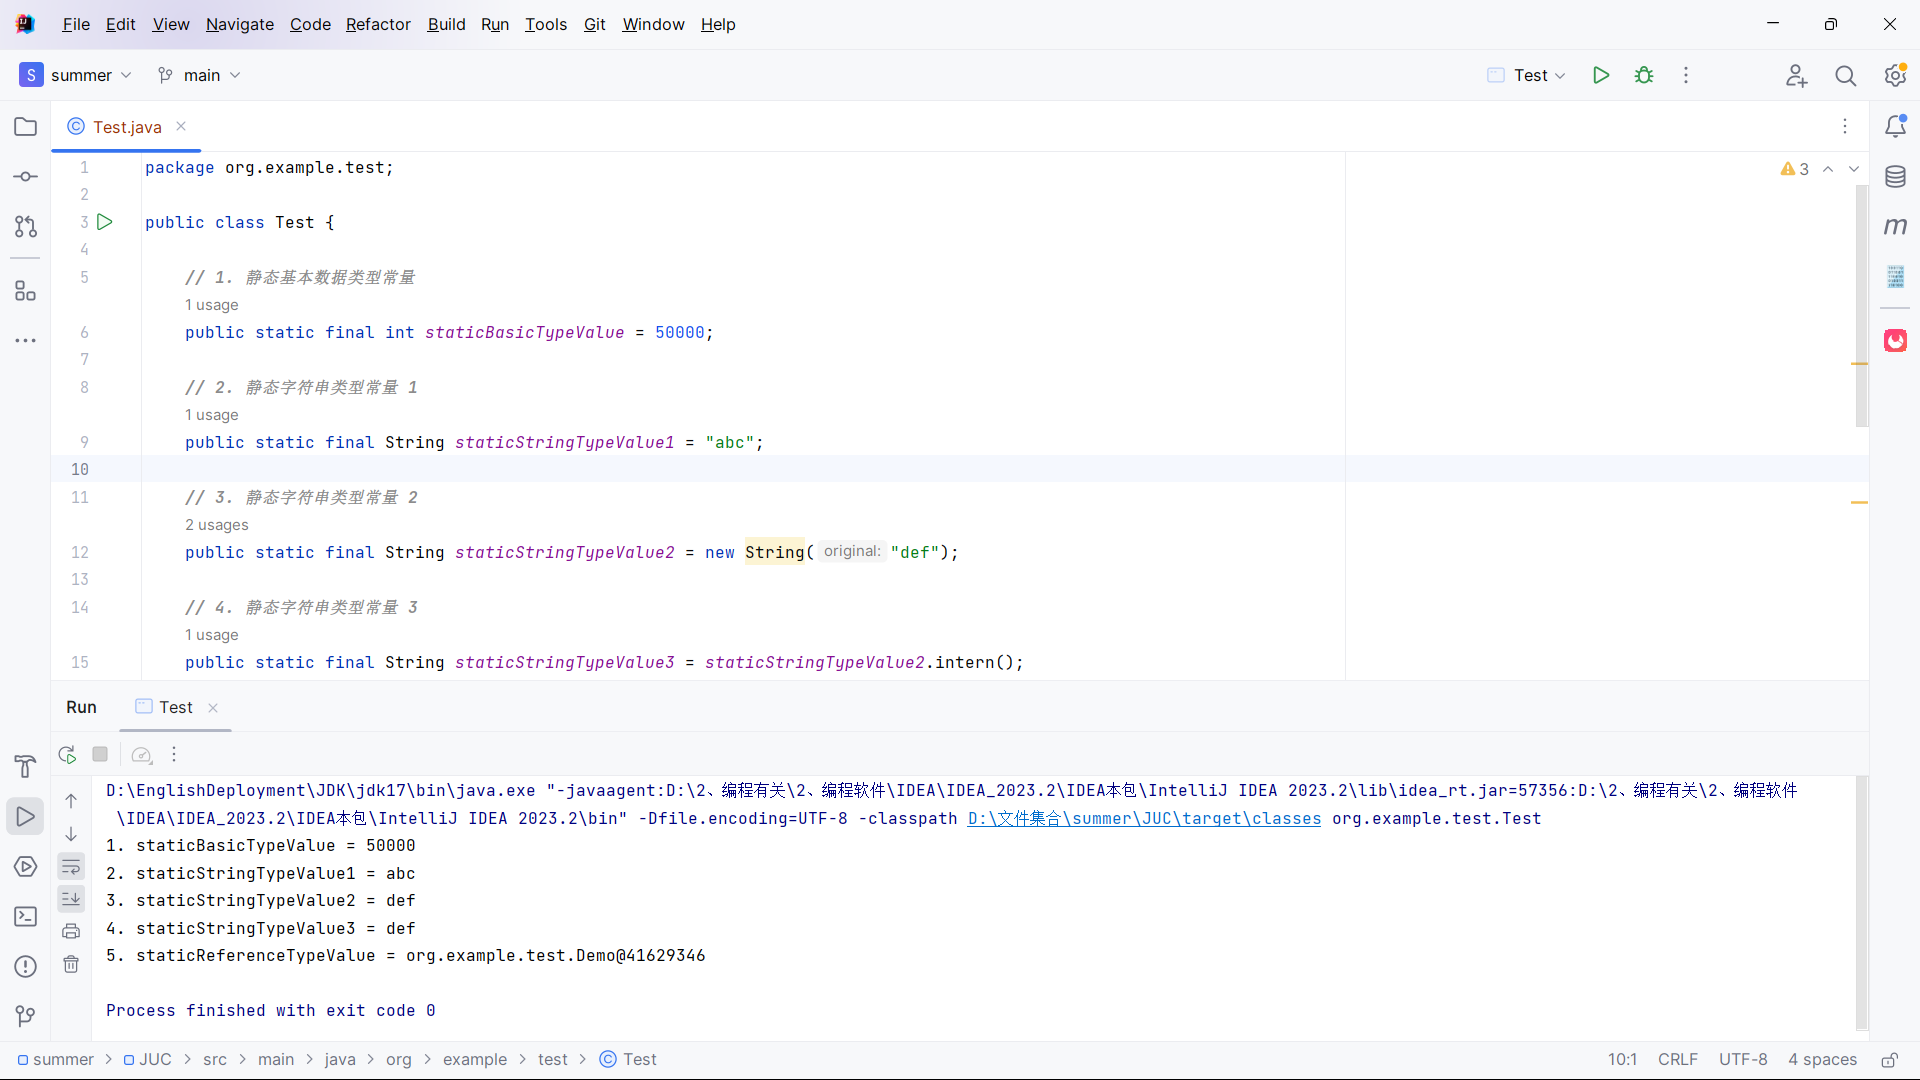 File Edit View Navigate Code Refactor Build Run Tools Git Window Help
S summer main Test
Test.java
1 package org.example.test;
2
3 public class Test {
4
5 // 1. 静态基本数据类型常量
1 usage
6 public static final int staticBasicTypeValue = 50000;
7
8 // 2. 静态字符串类型常量 1
1 usage
9 public static final String staticStringTypeValue1 = "abc";
10
11 // 3. 静态字符串类型常量 2
2 usages
12 public static final String staticStringTypeValue2 = new String( original: "def");
13
14 // 4. 静态字符串类型常量 3
1 usage
15 public static final String staticStringTypeValue3 = staticStringTypeValue2.intern();
3
m
Run Test
D:\EnglishDeployment\JDK\jdk17\bin\java.exe "-javaagent:D:\2、编程有关\2、编程软件\IDEA\IDEA_2023.2\IDEA本包\IntelliJ IDEA 2023.2\lib\idea_rt.jar=57356:D:\2、编程有关\2、编程软件
\IDEA\IDEA_2023.2\IDEA本包\IntelliJ IDEA 2023.2\bin" -Dfile.encoding=UTF-8 -classpath D:\文件集合\summer\JUC\target\classes org.example.test.Test
1. staticBasicTypeValue = 50000
2. staticStringTypeValue1 = abc
3. staticStringTypeValue2 = def
4. staticStringTypeValue3 = def
5. staticReferenceTypeValue = org.example.test.Demo@41629346
Process finished with exit code 0
summer > JUC > src > main > java > org > example > test > Test
10:1 CRLF UTF-8 4 spaces